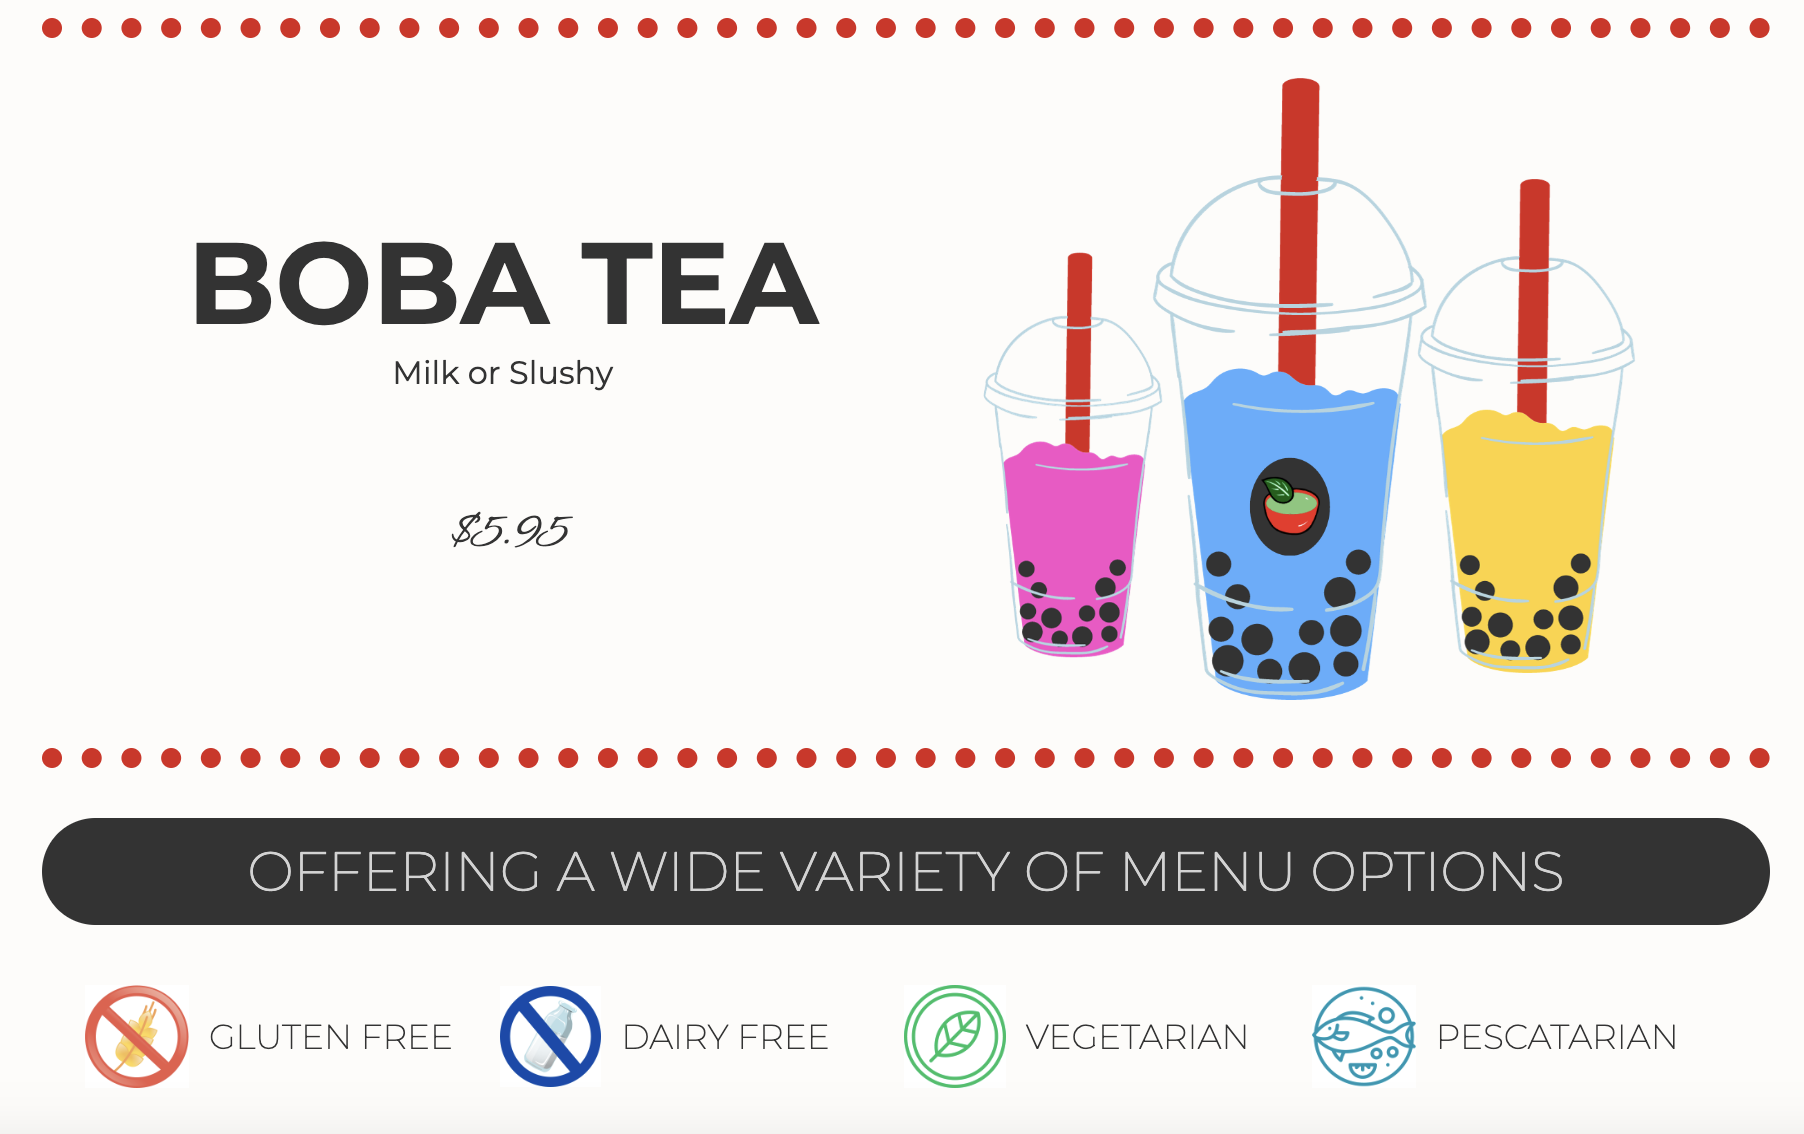 BOBA TEA
Milk or Slushy
$5.95
OFFERING A WIDE VARIETY OF MENU OPTIONS
GLUTEN FREE
DAIRY FREE
VEGETARIAN
PESCATARIAN